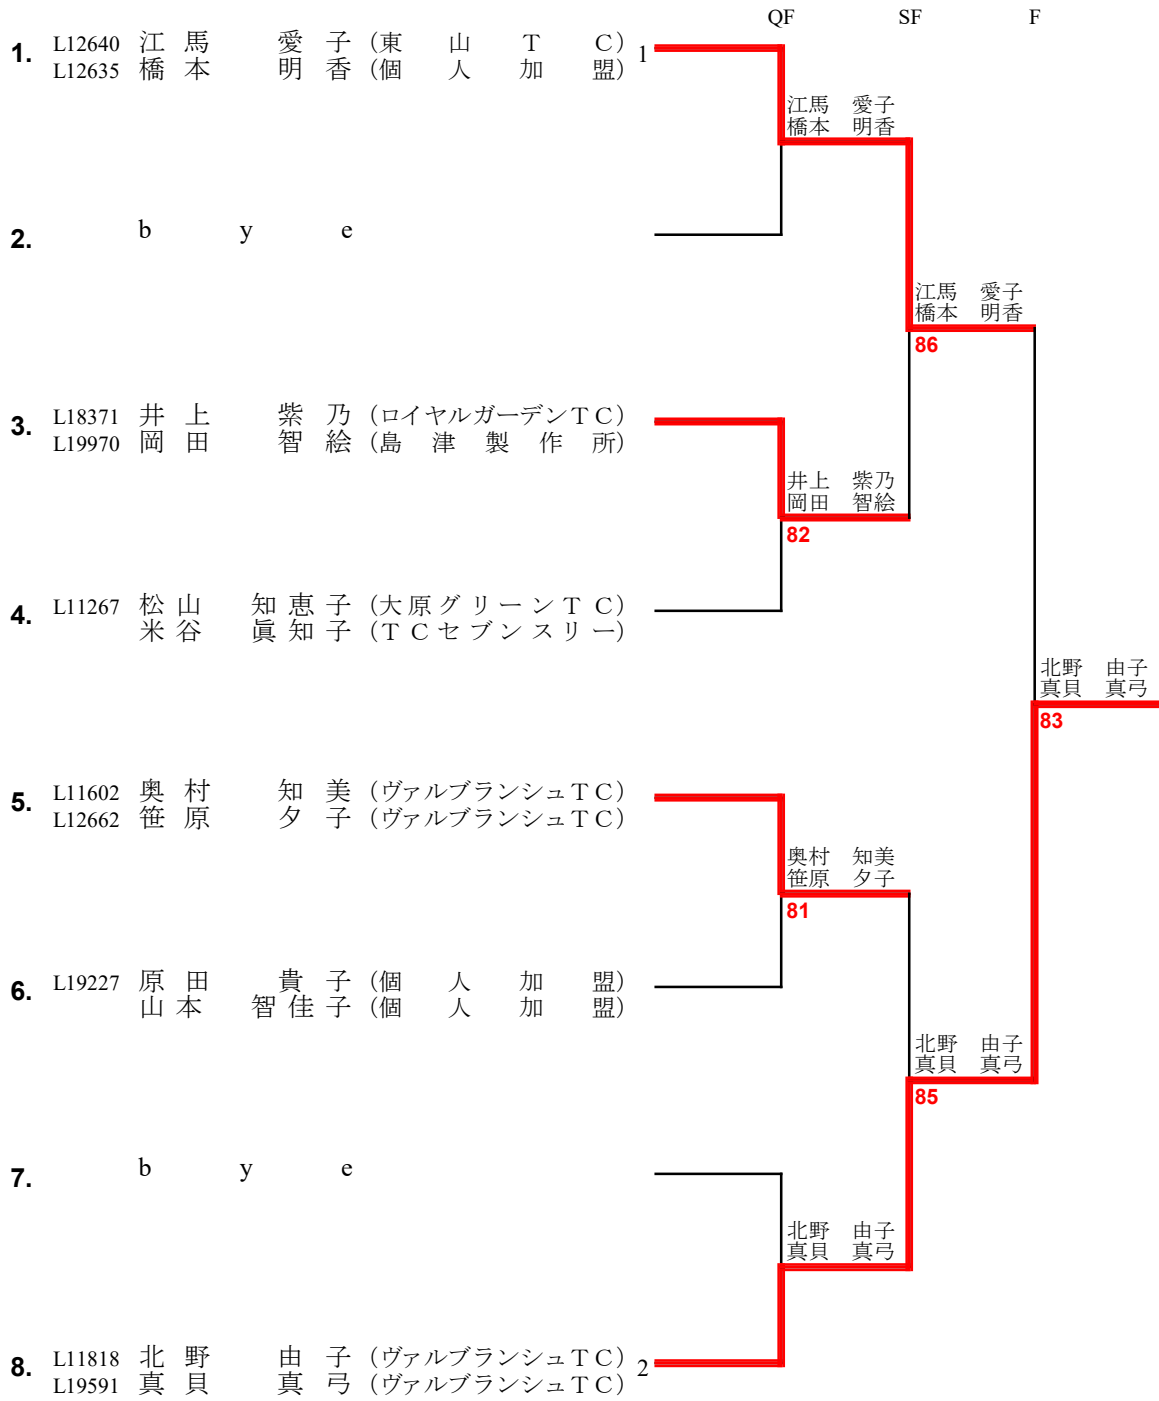 QF SF F
1. L12640 江馬 愛子 (東山TC) 1
L12635 橋本 明香 (個人加盟)
江馬 愛子
橋本 明香
2. bye
江馬 愛子
橋本 明香
86
3. L18371 井上 紫乃 (ロイヤルガーデンTC)
L19970 岡田 智絵 (島津製作所)
井上 紫乃
岡田 智絵
82
4. L11267 松山 知恵子 (大原グリーンTC)
米谷 眞知子 (TCセブンスリー)
北野 由子
真貝 真弓
83
5. L11602 奥村 知美 (ヴァルブランシュTC)
L12662 笹原 夕子 (ヴァルブランシュTC)
奥村 知美
笹原 夕子
81
6. L19227 原田 貴子 (個人加盟)
山本 智佳子 (個人加盟)
北野 由子
真貝 真弓
85
7. bye
北野 由子
真貝 真弓
8. L11818 北野 由子 (ヴァルブランシュTC) 2
L19591 真貝 真弓 (ヴァルブランシュTC)